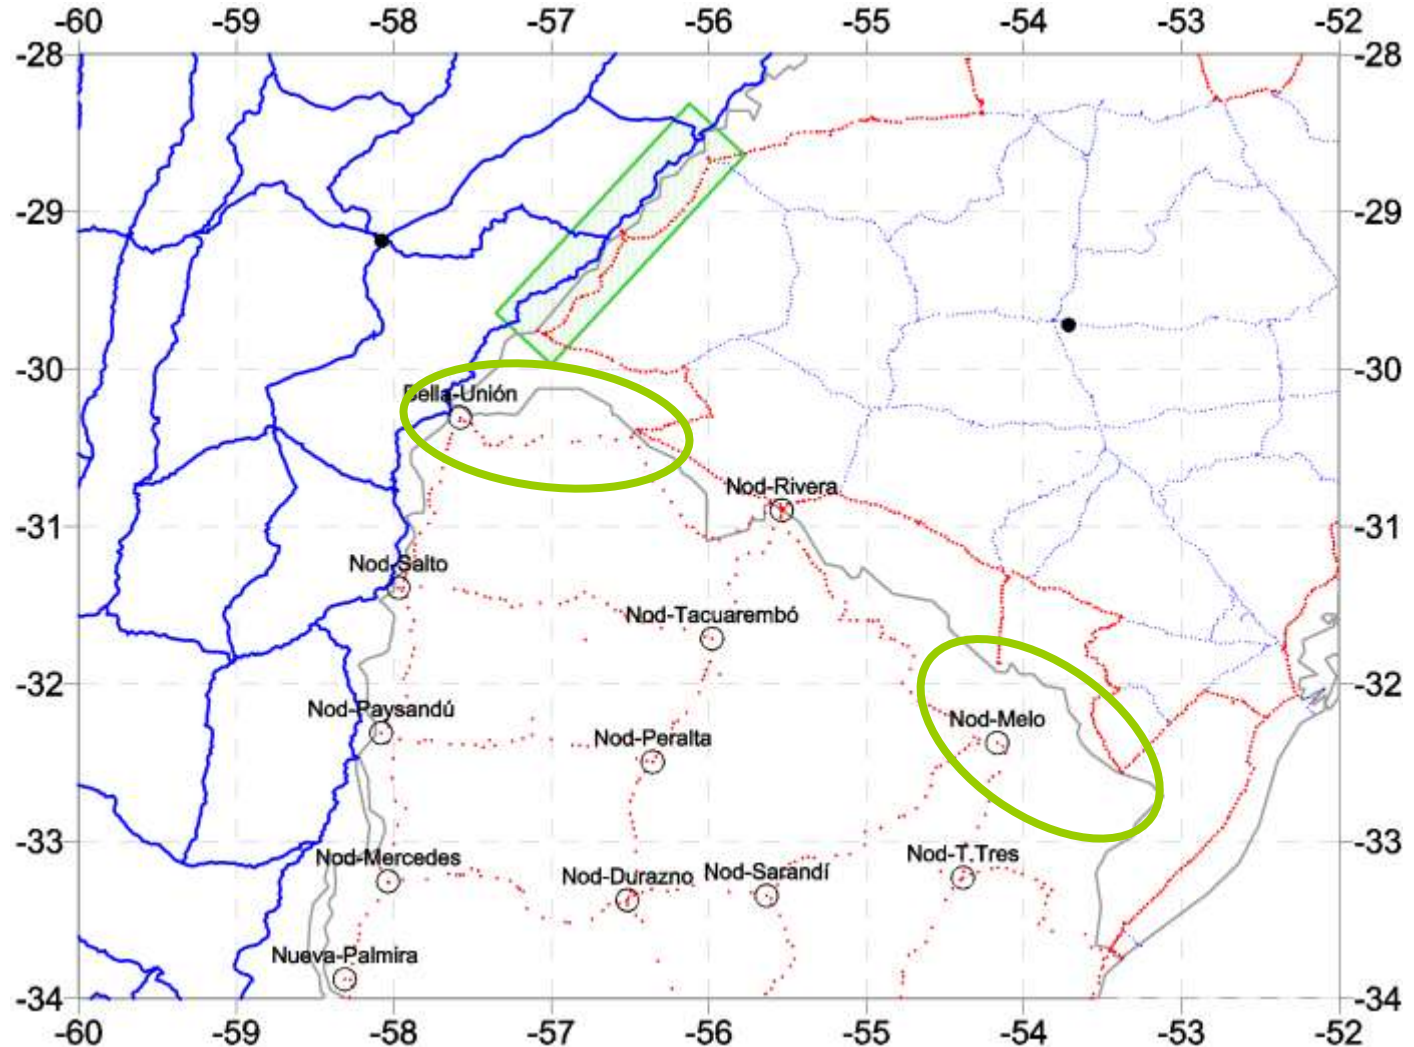 -60 -59 -58 -57 -56 -55 -54 -53 -52
-28 -28
-29 -29
-30 -30
Bella-Unión
Nod-Rivera
-31 -31
Nod-Salto
Nod-Tacuarembó
-32 -32
Nod-Paysandú
Nod-Melo
Nod-Peralta
-33 -33
Nod-Mercedes
Nod-T.Tres
Nod-Durazno Nod-Sarandí
Nueva-Palmira
-34 -34
-60 -59 -58 -57 -56 -55 -54 -53 -52